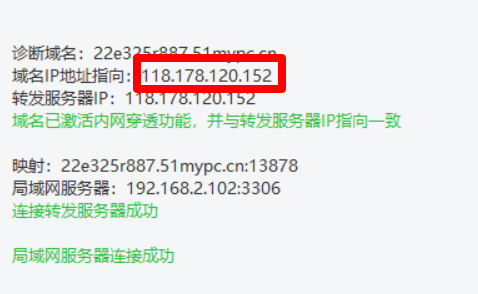 诊断域名：22e325r887.51mypc.cn
域名IP地址指向：118.178.120.152
转发服务器IP：118.178.120.152
域名已激活内网穿透功能，并与转发服务器IP指向一致
映射：22e325r887.51mypc.cn:13878
局域网服务器：192.168.2.102:3306
连接转发服务器成功
局域网服务器连接成功